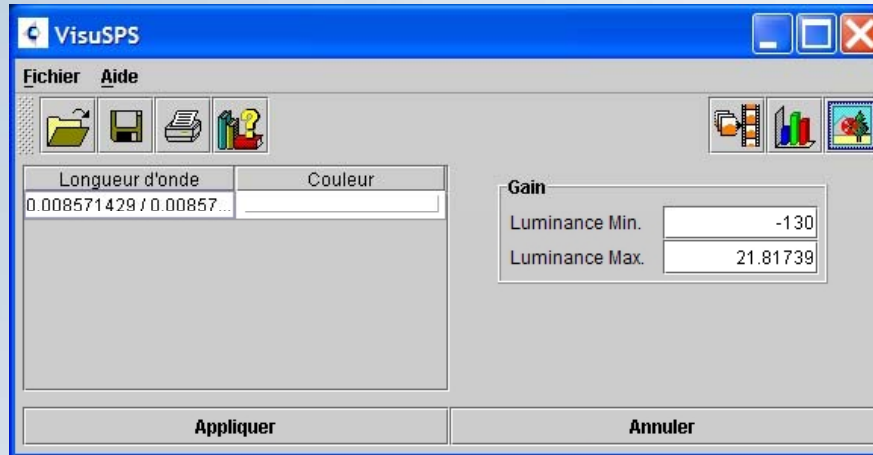 VisuSPS
Fichier Aide
Longueur d'onde Couleur
0.008571429 / 0.00857...
Gain
Luminance Min. -130
Luminance Max. 21.81739
Appliquer Annuler